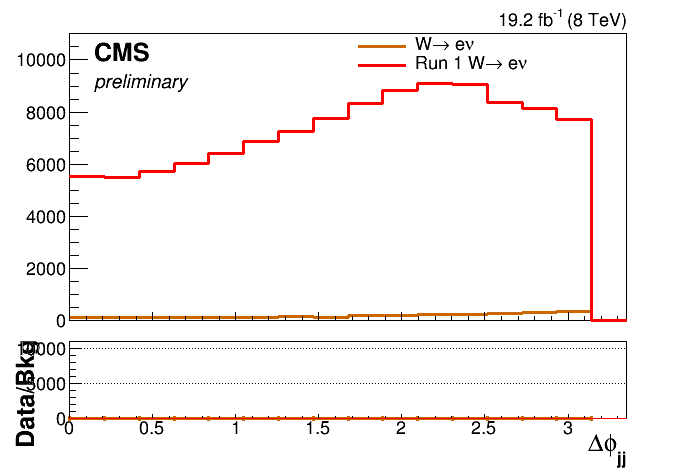 19.2 fb⁻¹ (8 TeV)
CMS
preliminary
W→ eν
Run 1 W→ eν
10000
8000
6000
4000
2000
0
Data/Bkg
5000
0
0 0.5 1 1.5 2 2.5 3
Δϕjj